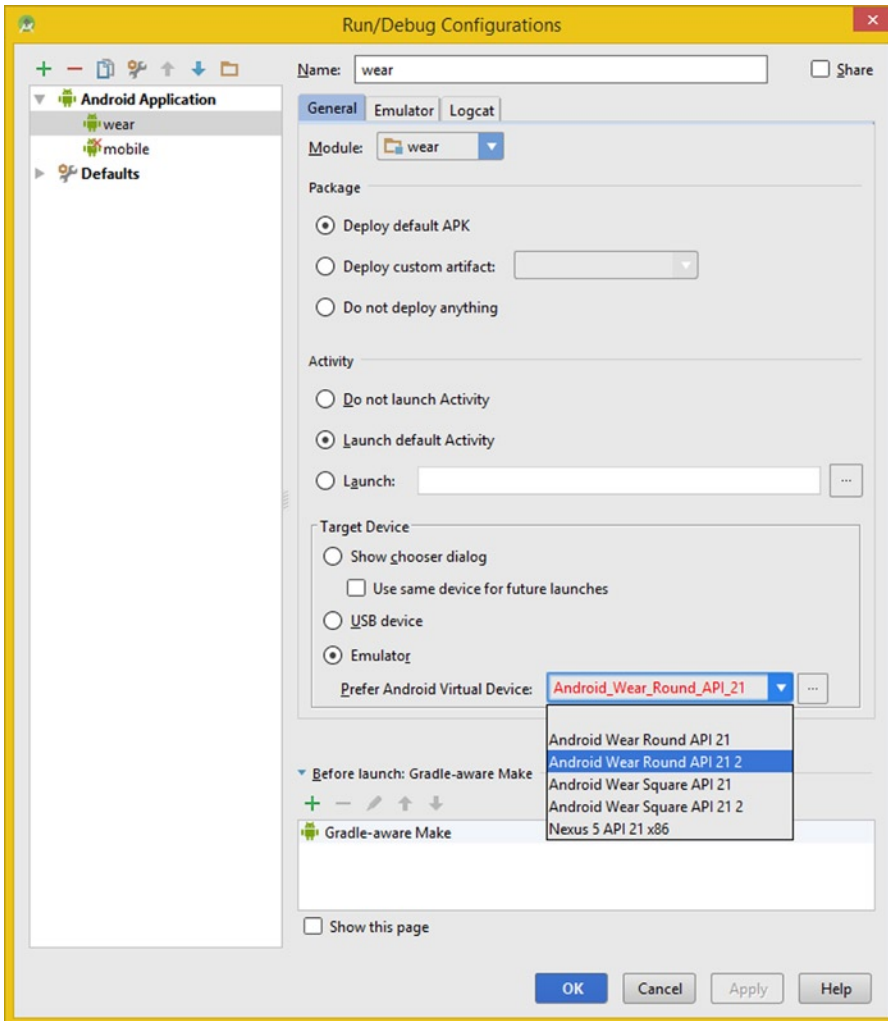 Run/Debug Configurations
Name: wear
Share
Android Application
wear
mobile
Defaults
General Emulator Logcat
Module: wear
Package
Deploy default APK
Deploy custom artifact:
Do not deploy anything
Activity
Do not launch Activity
Launch default Activity
Launch:
...
Target Device
Show chooser dialog
Use same device for future launches
USB device
Emulator
Prefer Android Virtual Device: Android_Wear_Round_API_21
...
Android Wear Round API 21
Android Wear Round API 21 2
Android Wear Square API 21
Android Wear Square API 21 2
Nexus 5 API 21 x86
Before launch: Gradle-aware Make
Gradle-aware Make
Show this page
OK Cancel Apply Help